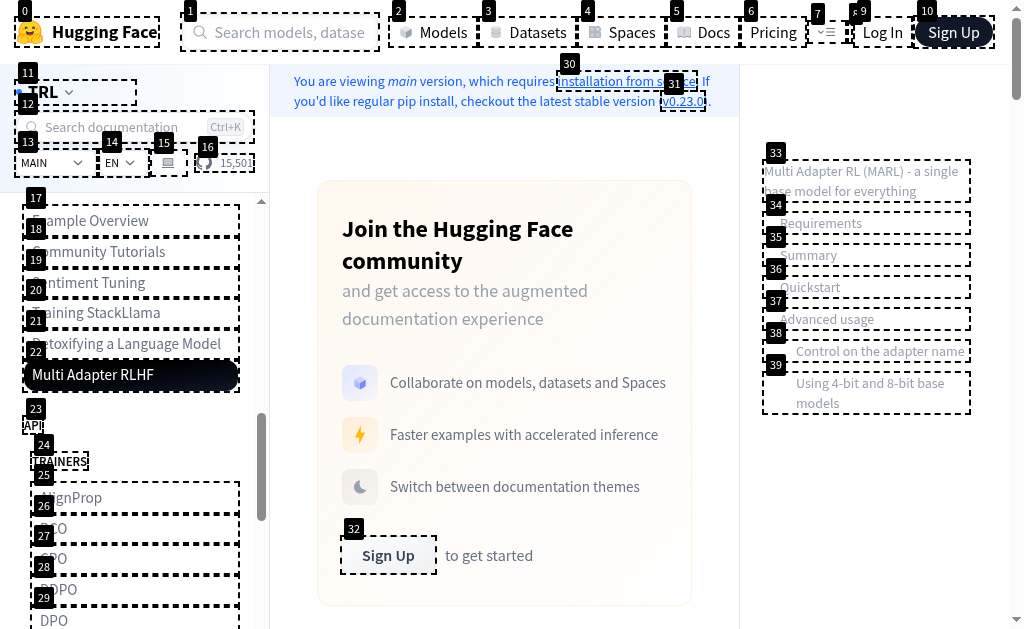 0
1
2
3
4
5
6
7
9
10
Hugging Face
Search models, datase
Models
Datasets
Spaces
Docs
Pricing
Log In
Sign Up
11
TRL
12
Search documentation
Ctrl+K
13
14
15
16
MAIN
EN
15,501
17
Example Overview
18
Community Tutorials
19
Sentiment Tuning
20
Training StackLlama
21
Detoxifying a Language Model
22
Multi Adapter RLHF
23
API
24
TRAINERS
25
AlignProp
26
27
28
29
DPO
30
31
You are viewing main version, which requires installation from source. If
you'd like regular pip install, checkout the latest stable version (v0.23.0).
Join the Hugging Face
community
and get access to the augmented
documentation experience
Collaborate on models, datasets and Spaces
Faster examples with accelerated inference
Switch between documentation themes
32
Sign Up
to get started
33
Multi Adapter RL (MARL) - a single
base model for everything
34
Requirements
35
Summary
36
Quickstart
37
Advanced usage
38
Control on the adapter name
39
Using 4-bit and 8-bit base
models